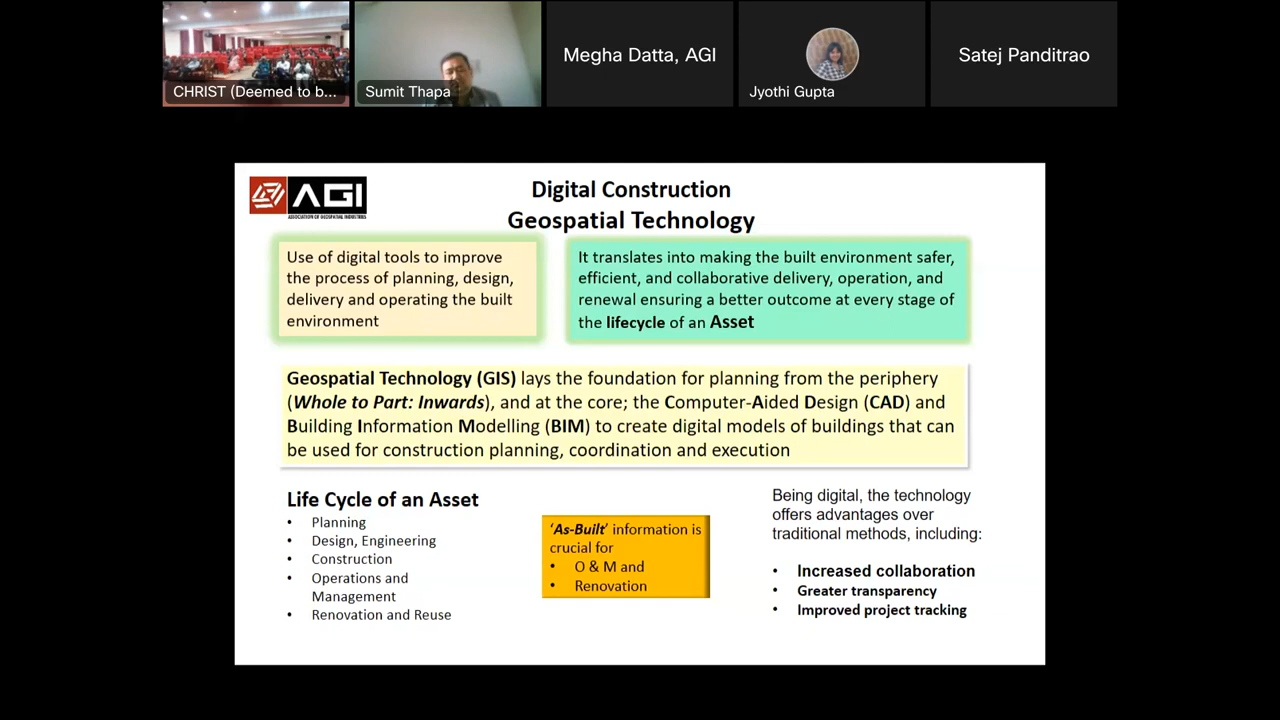 CHRIST (Deemed to b...
Sumit Thapa
Megha Datta, AGI
Jyothi Gupta
Satej Panditrao
AGI
ASSOCIATION OF GEOSPATIAL INDUSTRIES
Digital Construction
Geospatial Technology
Use of digital tools to improve
the process of planning, design,
delivery and operating the built
environment
It translates into making the built environment safer,
efficient, and collaborative delivery, operation, and
renewal ensuring a better outcome at every stage of
the lifecycle of an Asset
Geospatial Technology (GIS) lays the foundation for planning from the periphery
(Whole to Part: Inwards), and at the core; the Computer-Aided Design (CAD) and
Building Information Modelling (BIM) to create digital models of buildings that can
be used for construction planning, coordination and execution
Life Cycle of an Asset
• Planning
• Design, Engineering
• Construction
• Operations and
Management
• Renovation and Reuse
‘As-Built’ information is
crucial for
• O & M and
• Renovation
Being digital, the technology
offers advantages over
traditional methods, including:
• Increased collaboration
• Greater transparency
• Improved project tracking